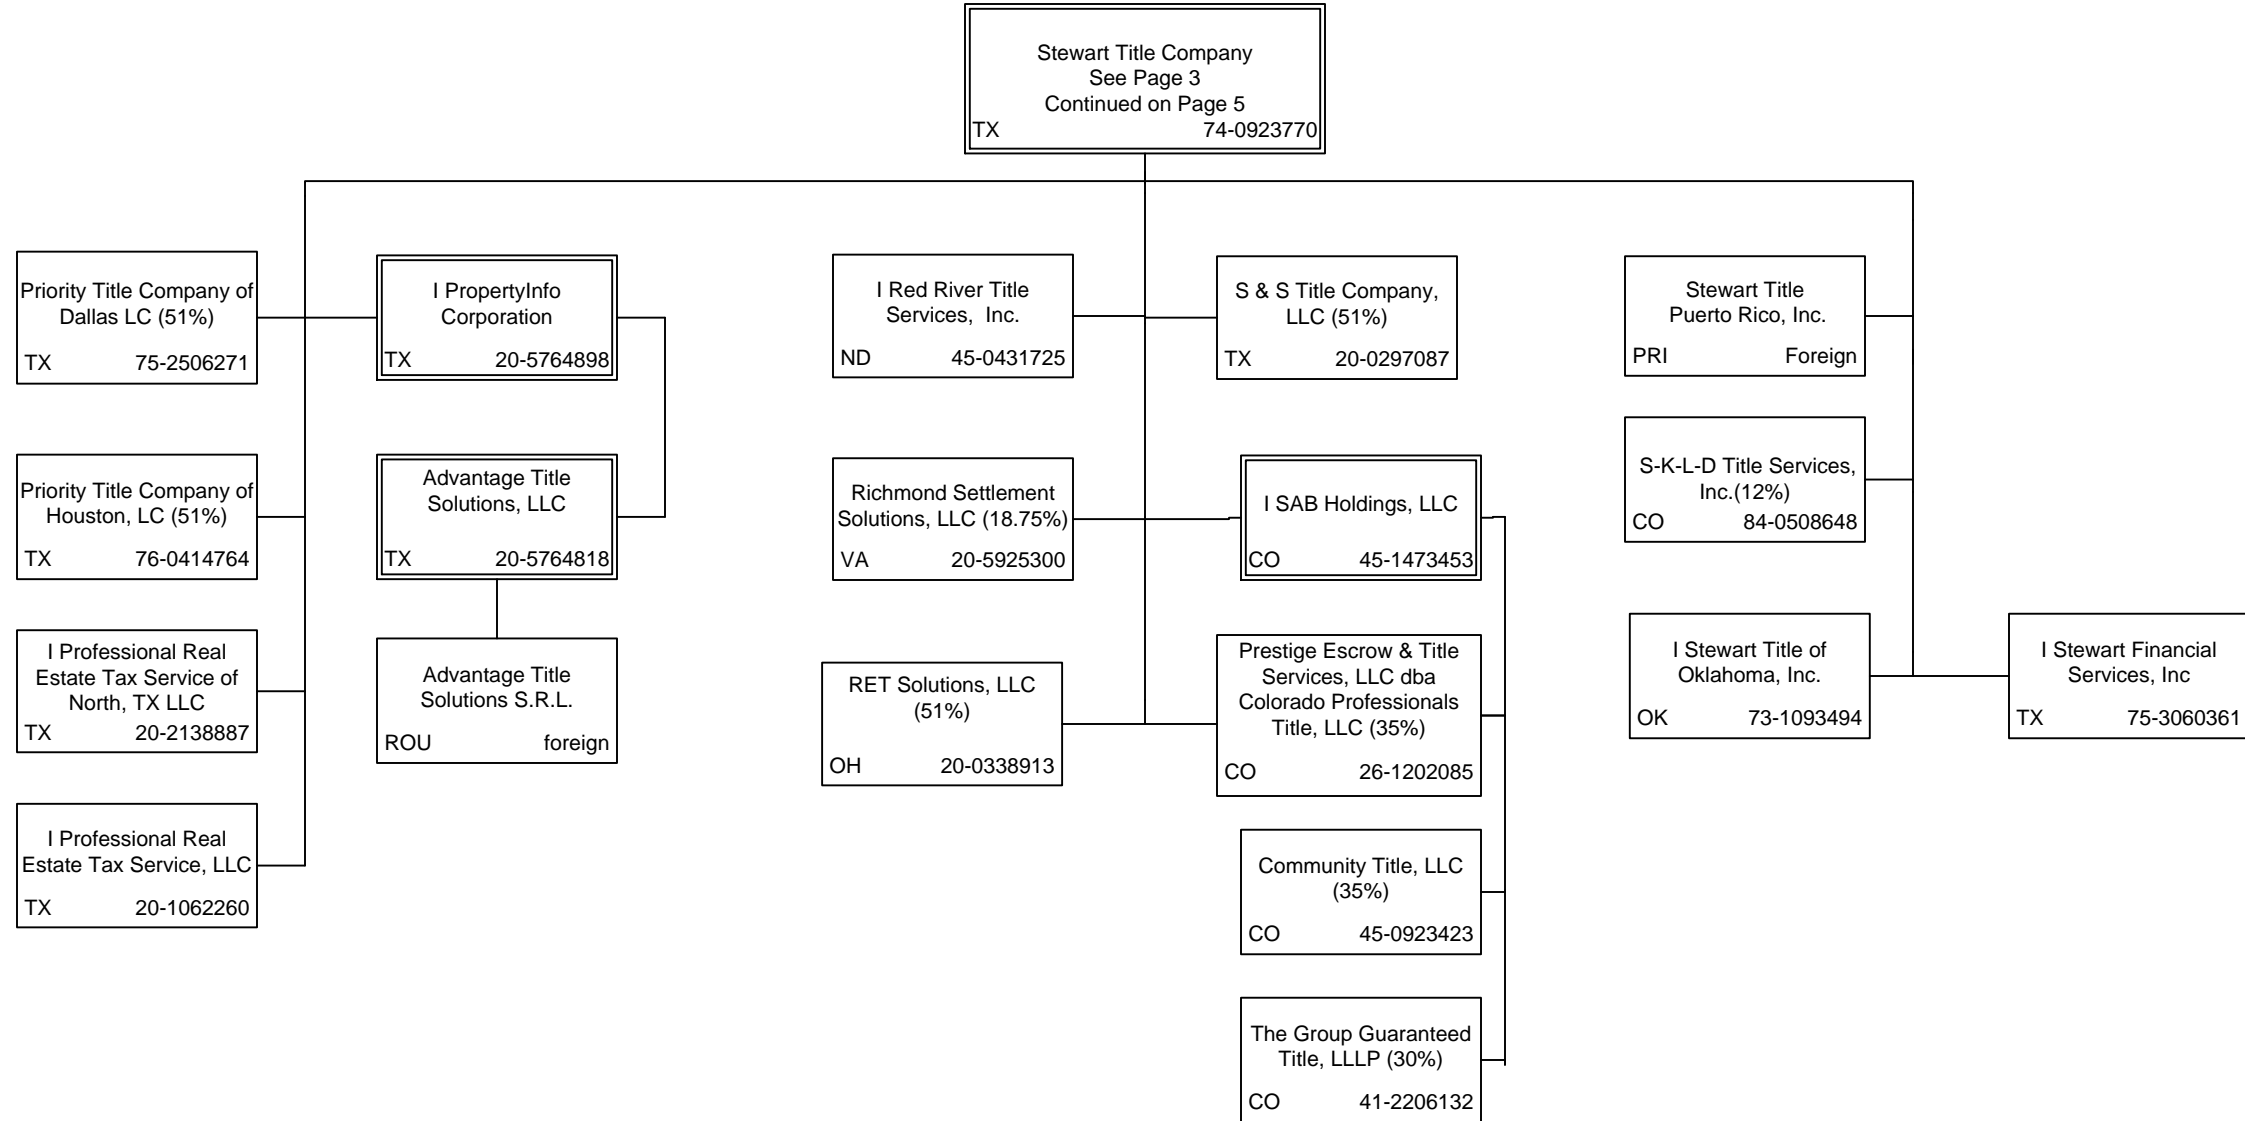 Stewart Title Company
See Page 3
Continued on Page 5
TX 74-0923770
Priority Title Company of
Dallas LC (51%)
TX 75-2506271
I PropertyInfo
Corporation
TX 20-5764898
I Red River Title
Services, Inc.
ND 45-0431725
S & S Title Company,
LLC (51%)
TX 20-0297087
Stewart Title
Puerto Rico, Inc.
PRI Foreign
Priority Title Company of
Houston, LC (51%)
TX 76-0414764
Advantage Title
Solutions, LLC
TX 20-5764818
Richmond Settlement
Solutions, LLC (18.75%)
VA 20-5925300
I SAB Holdings, LLC
CO 45-1473453
S-K-L-D Title Services,
Inc.(12%)
CO 84-0508648
I Professional Real
Estate Tax Service of
North, TX LLC
TX 20-2138887
Advantage Title
Solutions S.R.L.
ROU foreign
RET Solutions, LLC
(51%)
OH 20-0338913
Prestige Escrow & Title
Services, LLC dba
Colorado Professionals
Title, LLC (35%)
CO 26-1202085
I Stewart Title of
Oklahoma, Inc.
OK 73-1093494
I Stewart Financial
Services, Inc
TX 75-3060361
I Professional Real
Estate Tax Service, LLC
TX 20-1062260
Community Title, LLC
(35%)
CO 45-0923423
The Group Guaranteed
Title, LLLP (30%)
CO 41-2206132